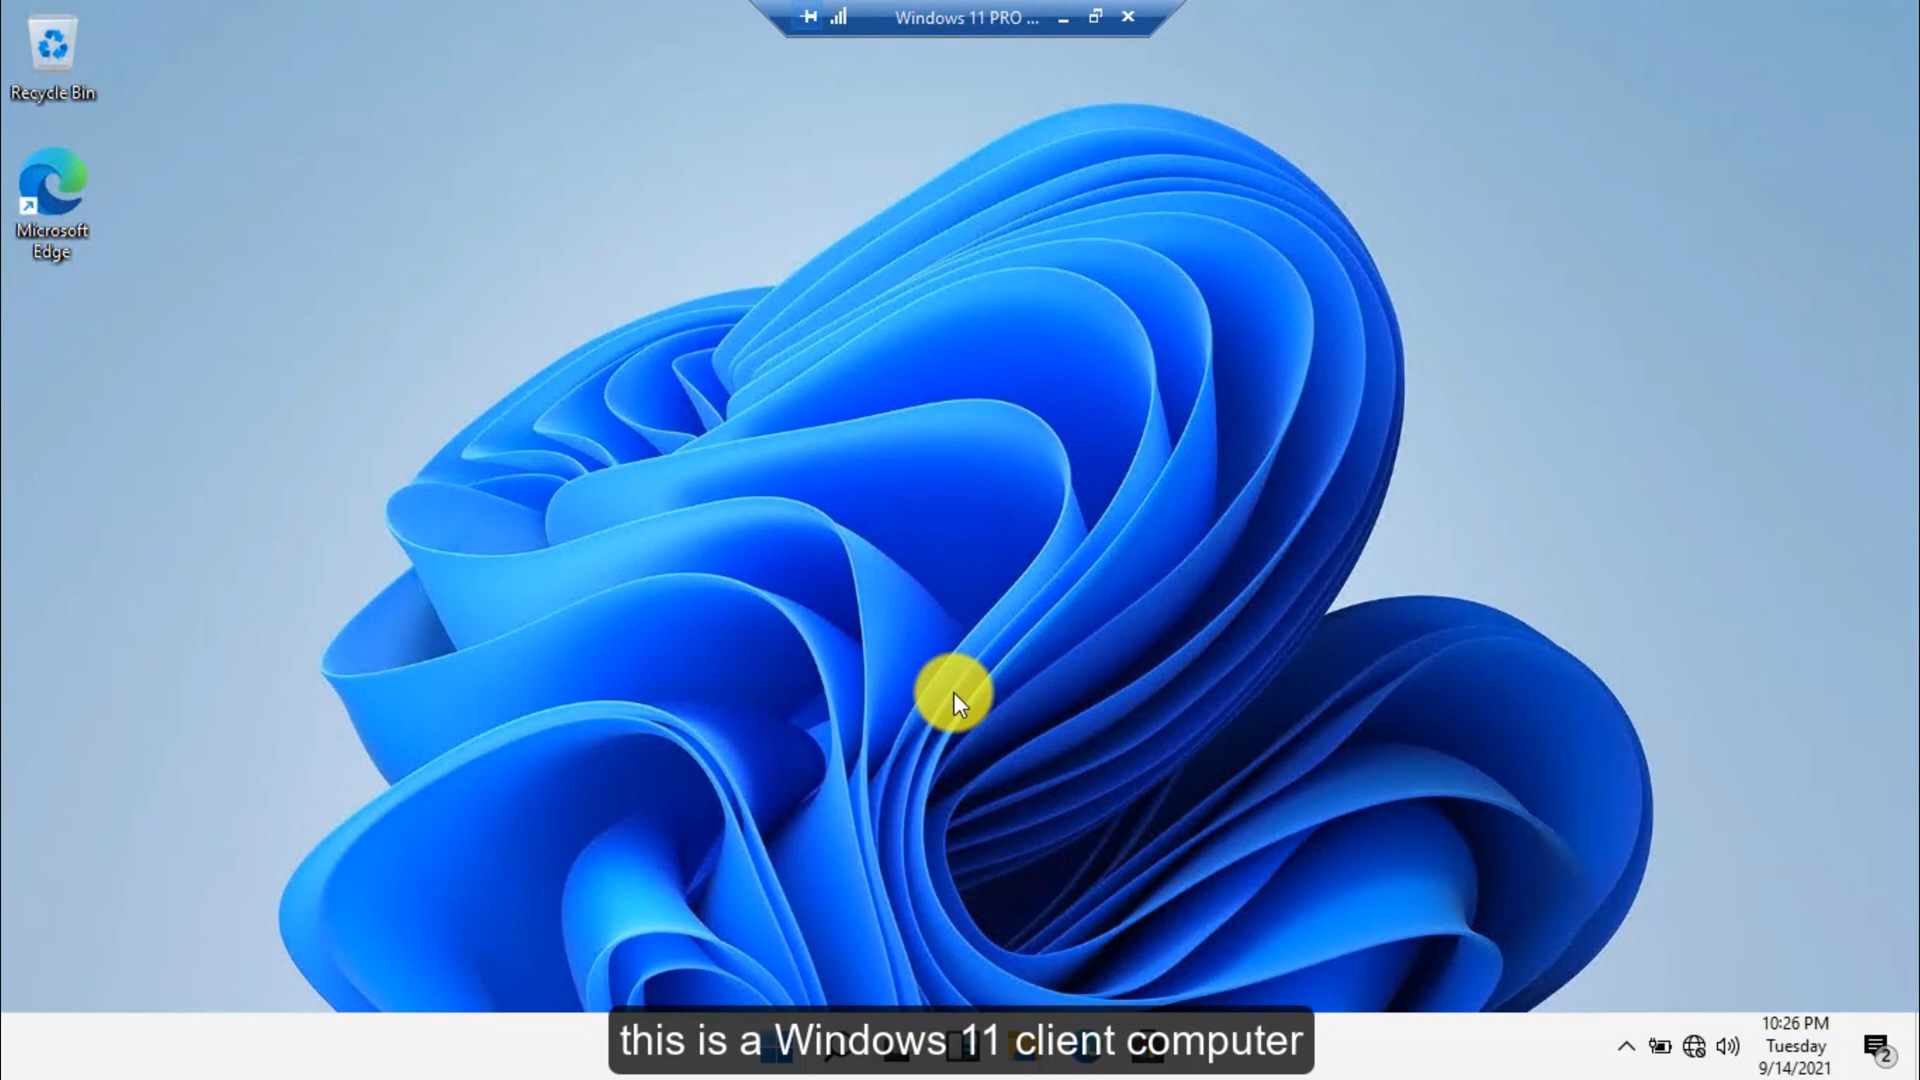 Windows 11 PRO ...
Recycle Bin
Microsoft
Edge
this is a Windows 11 client computer
10:26 PM
Tuesday
9/14/2021
2